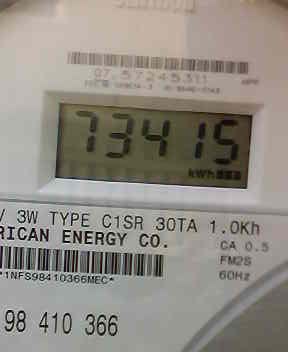 07.57245311
73415
kWh
/ 3W TYPE C1SR 30TA 1.0Kh
RICAN ENERGY CO.
CA 0.5
FM2S
60Hz
*1NFS98410366MEC*
98 410 366